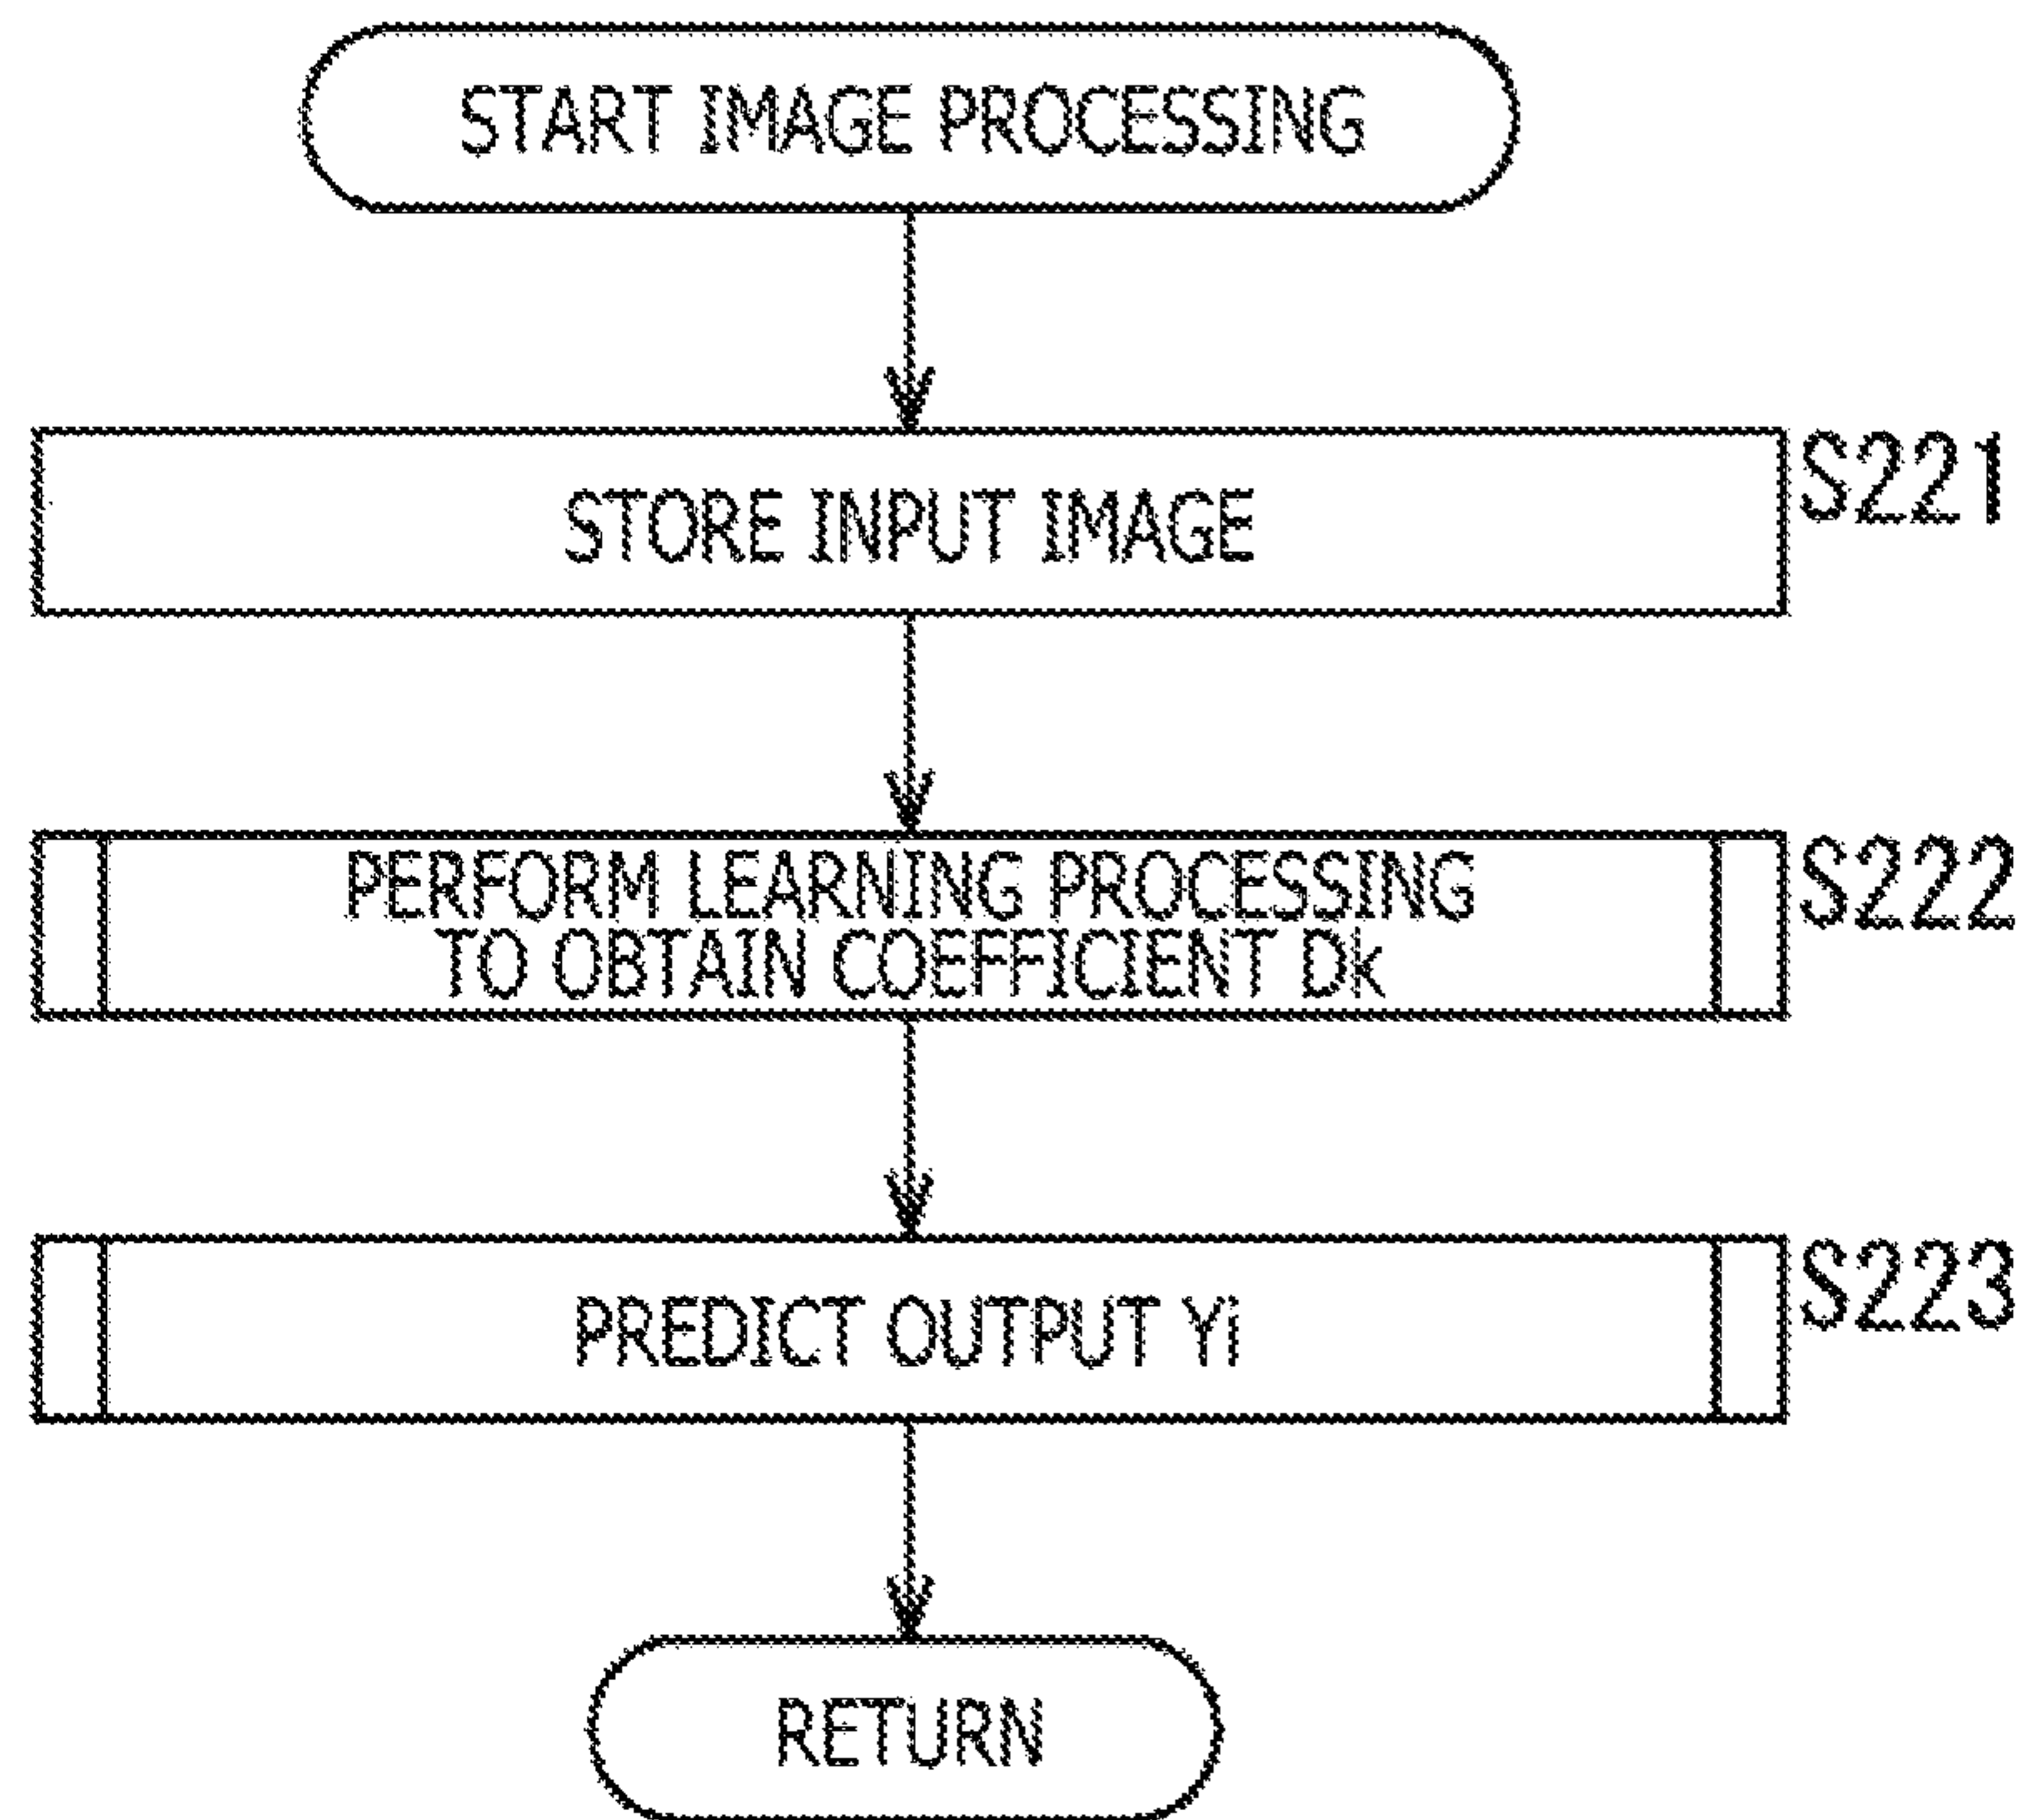 START IMAGE PROCESSING
STORE INPUT IMAGE
S221
PERFORM LEARNING PROCESSING
TO OBTAIN COEFFICIENT Dk
S222
PREDICT OUTPUT Yi
S223
RETURN